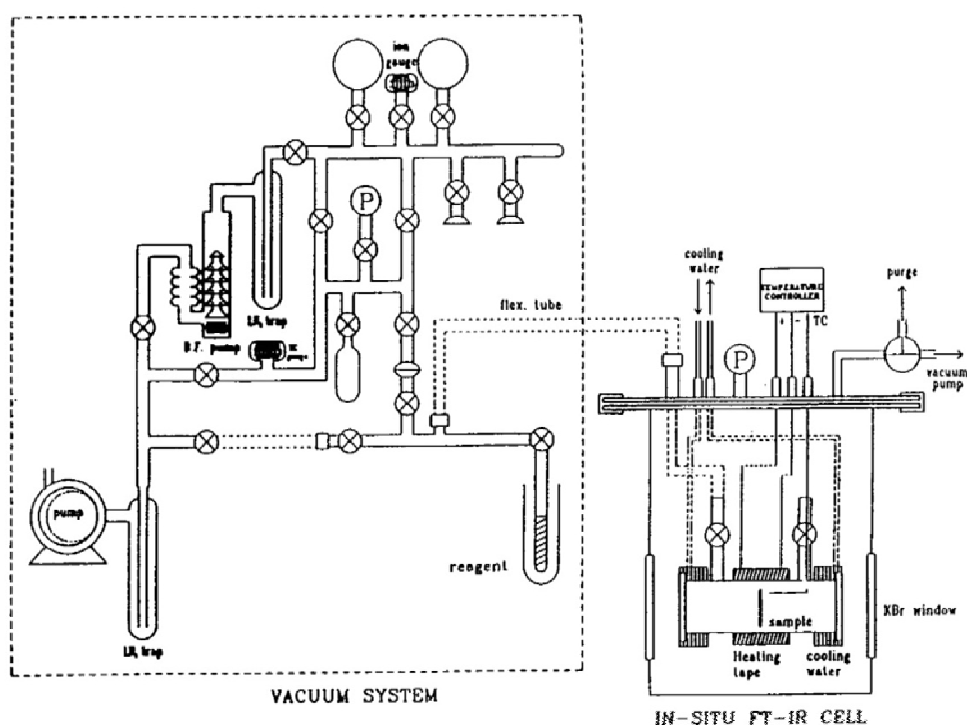 ion
gauge
P
LN₂ trap
D.F. pump
pump
LN₂ trap
reagent
flex. tube
VACUUM SYSTEM
cooling
water
TEMPERATURE
CONTROLLER
+ - TC
P
purge
vacuum
pump
KBr window
sample
Heating
tape
cooling
water
IN-SITU FT-IR CELL